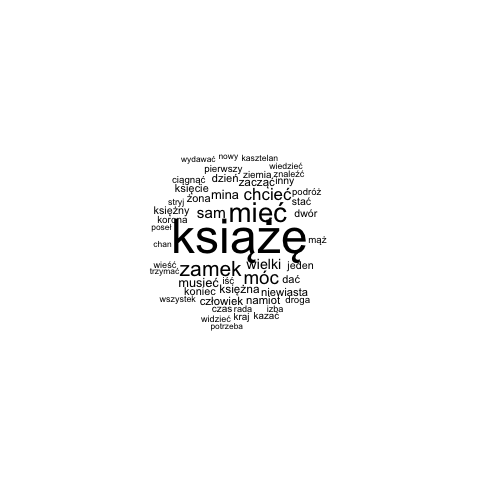 wydawać nowy kasztelan
pierwszy wiedzieć
ciągnąć dzień ziemia znaleźć
księcie zacząć inny
żona mina chcieć podróż
stryj stać
księżny sam mieć dwór
korona
poseł książę mąż
chan
wieść zamek wielki jeden
trzymać
musieć iść móc dać
koniec księżna niewiasta
wszystek człowiek namiot droga
czas rada izba
widzieć kraj kazać
potrzeba